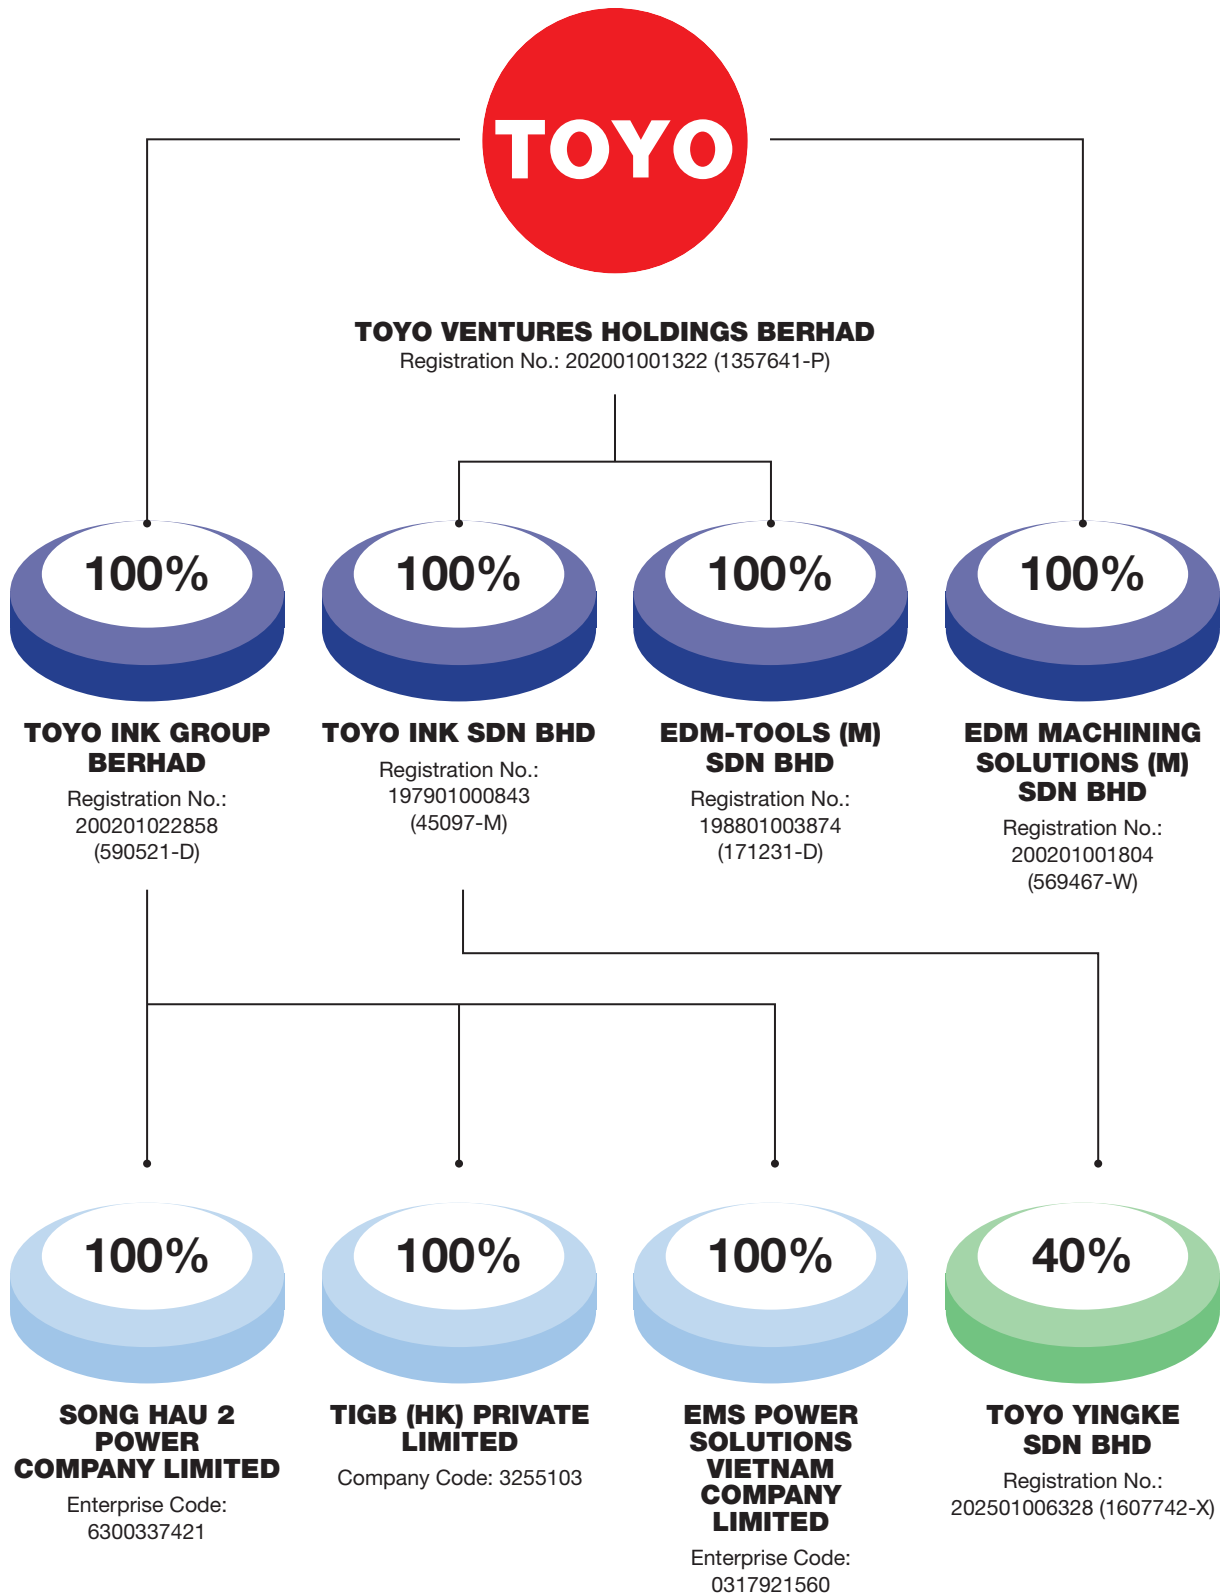 TOYO
TOYO VENTURES HOLDINGS BERHAD
Registration No.: 202001001322 (1357641-P)
100%
TOYO INK GROUP
BERHAD
Registration No.:
200201022858
(590521-D)
100%
TOYO INK SDN BHD
Registration No.:
197901000843
(45097-M)
100%
EDM-TOOLS (M)
SDN BHD
Registration No.:
198801003874
(171231-D)
100%
EDM MACHINING
SOLUTIONS (M)
SDN BHD
Registration No.:
200201001804
(569467-W)
100%
SONG HAU 2
POWER
COMPANY LIMITED
Enterprise Code:
6300337421
100%
TIGB (HK) PRIVATE
LIMITED
Company Code: 3255103
100%
EMS POWER
SOLUTIONS
VIETNAM
COMPANY
LIMITED
Enterprise Code:
0317921560
40%
TOYO YINGKE
SDN BHD
Registration No.:
202501006328 (1607742-X)